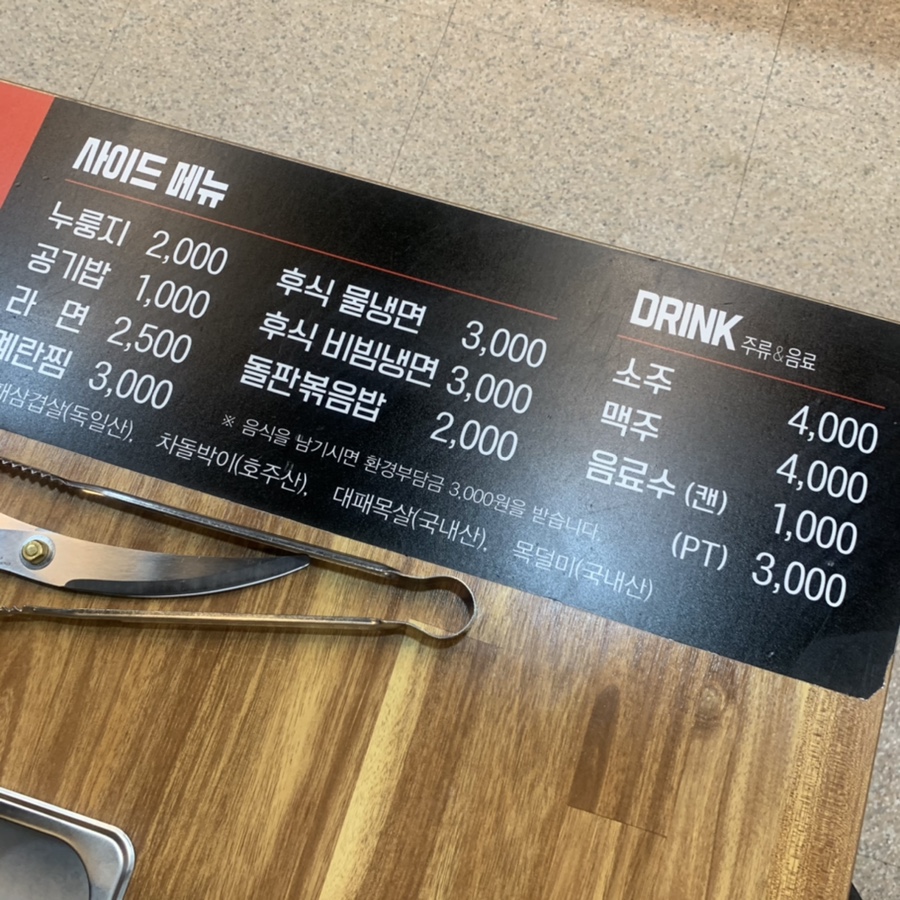 사이드 메뉴
누룽지 2,000
공기밥 1,000
라 면 2,500
계란찜 3,000
후식 물냉면 3,000
후식 비빔냉면 3,000
돌판볶음밥 2,000
※ 음식을 남기시면 환경부담금 3,000원을 받습니다.
DRINK 주류&음료
소주 4,000
맥주 4,000
음료수 (캔) 1,000
(PT) 3,000
패삼겹살(독일산), 차돌박이(호주산), 대패목살(국내산), 목덜미(국내산)